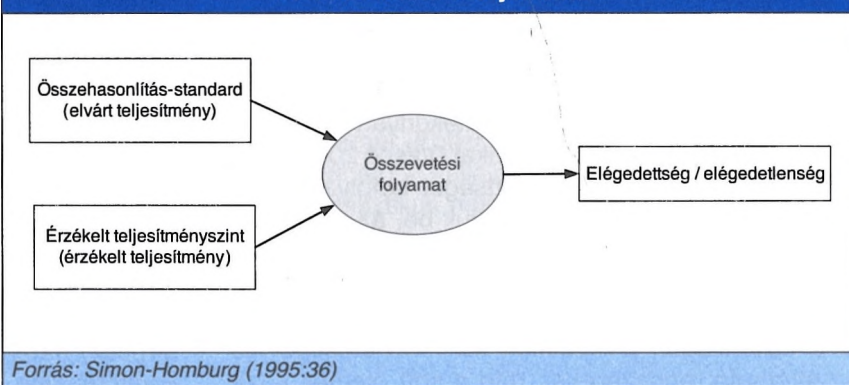 Összehasonlítás-standard
(elvárt teljesítmény)
Összevetési
folyamat
Elégedettség / elégedetlenség
Érzékelt teljesítményszint
(érzékelt teljesítmény)
Forrás: Simon-Homburg (1995:36)